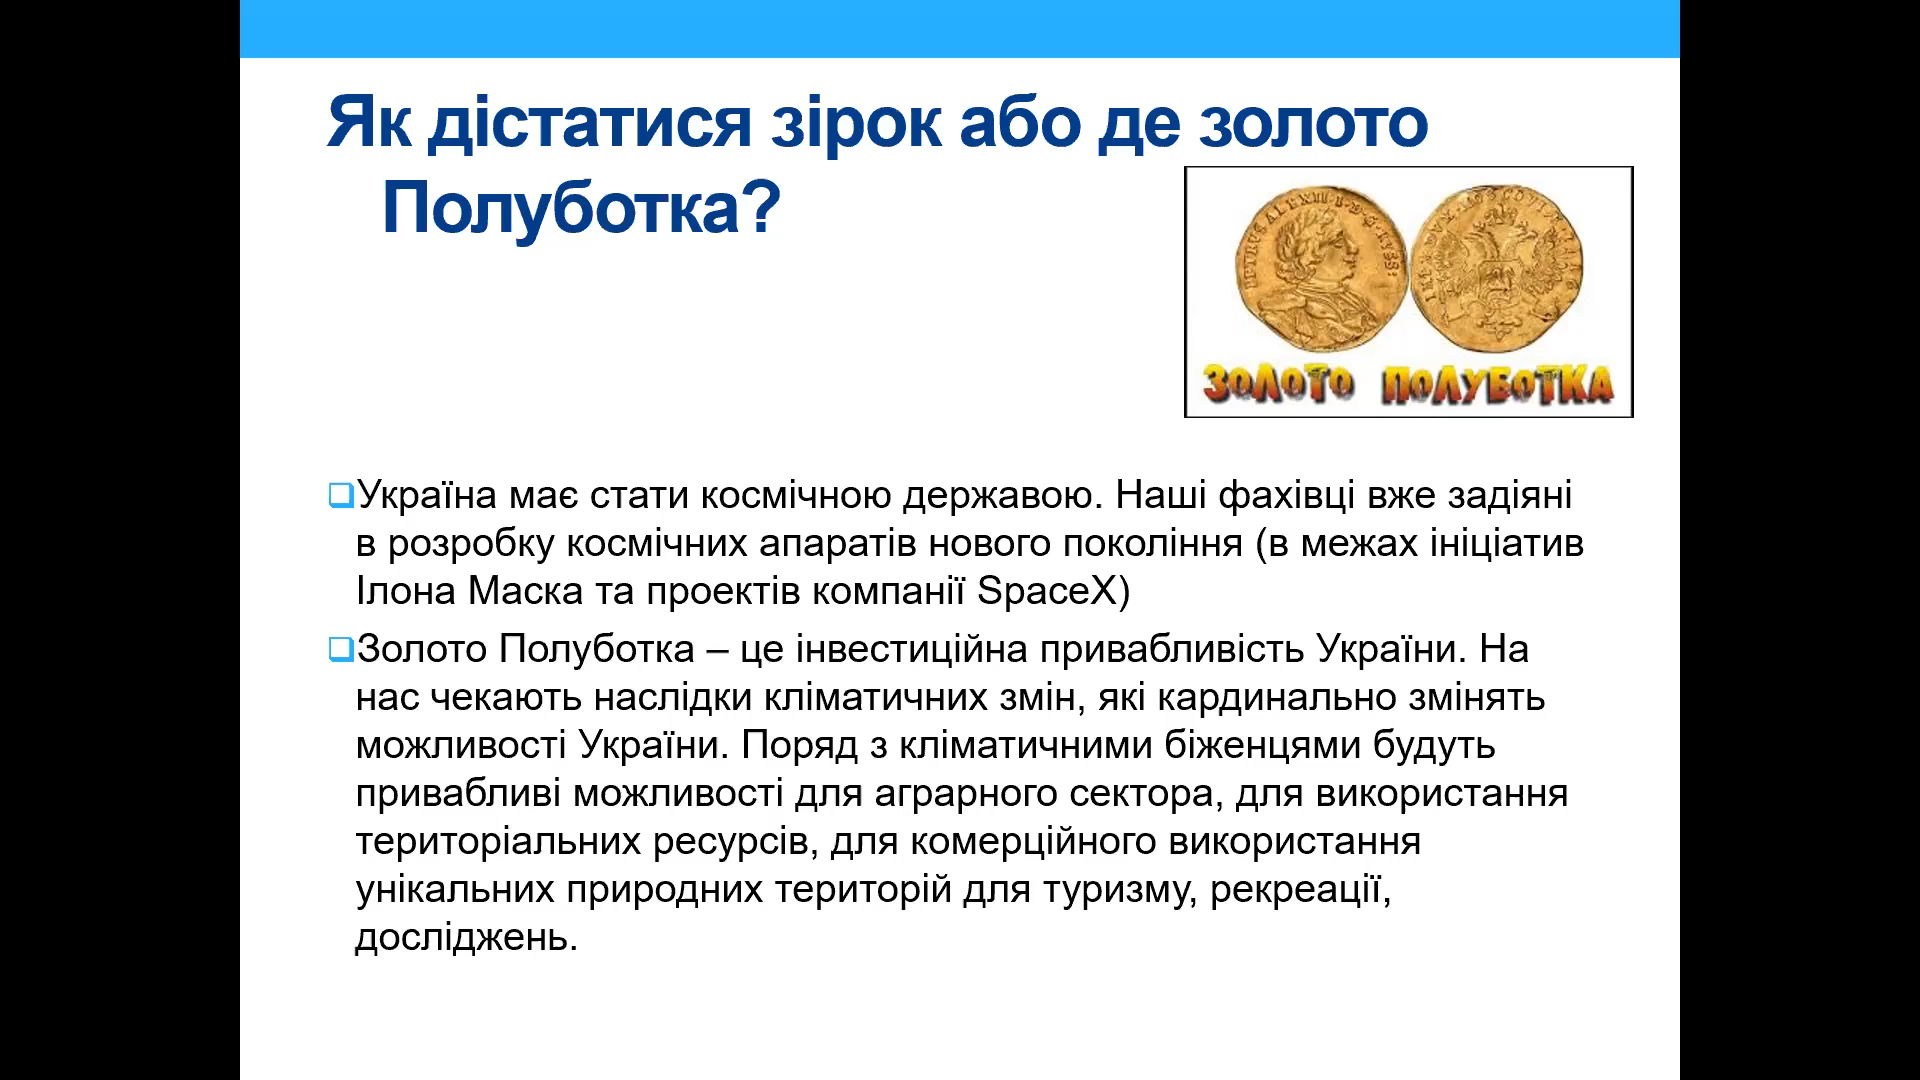 Як дістатися зірок або де золото
Полуботка?
PETRUS ALEXII·I·D·G·RUSS:
ЗОЛОТО ПОЛУБОТКА
❑Україна має стати космічною державою. Наші фахівці вже задіяні
в розробку космічних апаратів нового покоління (в межах ініціатив
Ілона Маска та проектів компанії SpaceX)
❑Золото Полуботка – це інвестиційна привабливість України. На
нас чекають наслідки кліматичних змін, які кардинально змінять
можливості України. Поряд з кліматичними біженцями будуть
привабливі можливості для аграрного сектора, для використання
територіальних ресурсів, для комерційного використання
унікальних природних територій для туризму, рекреації,
досліджень.